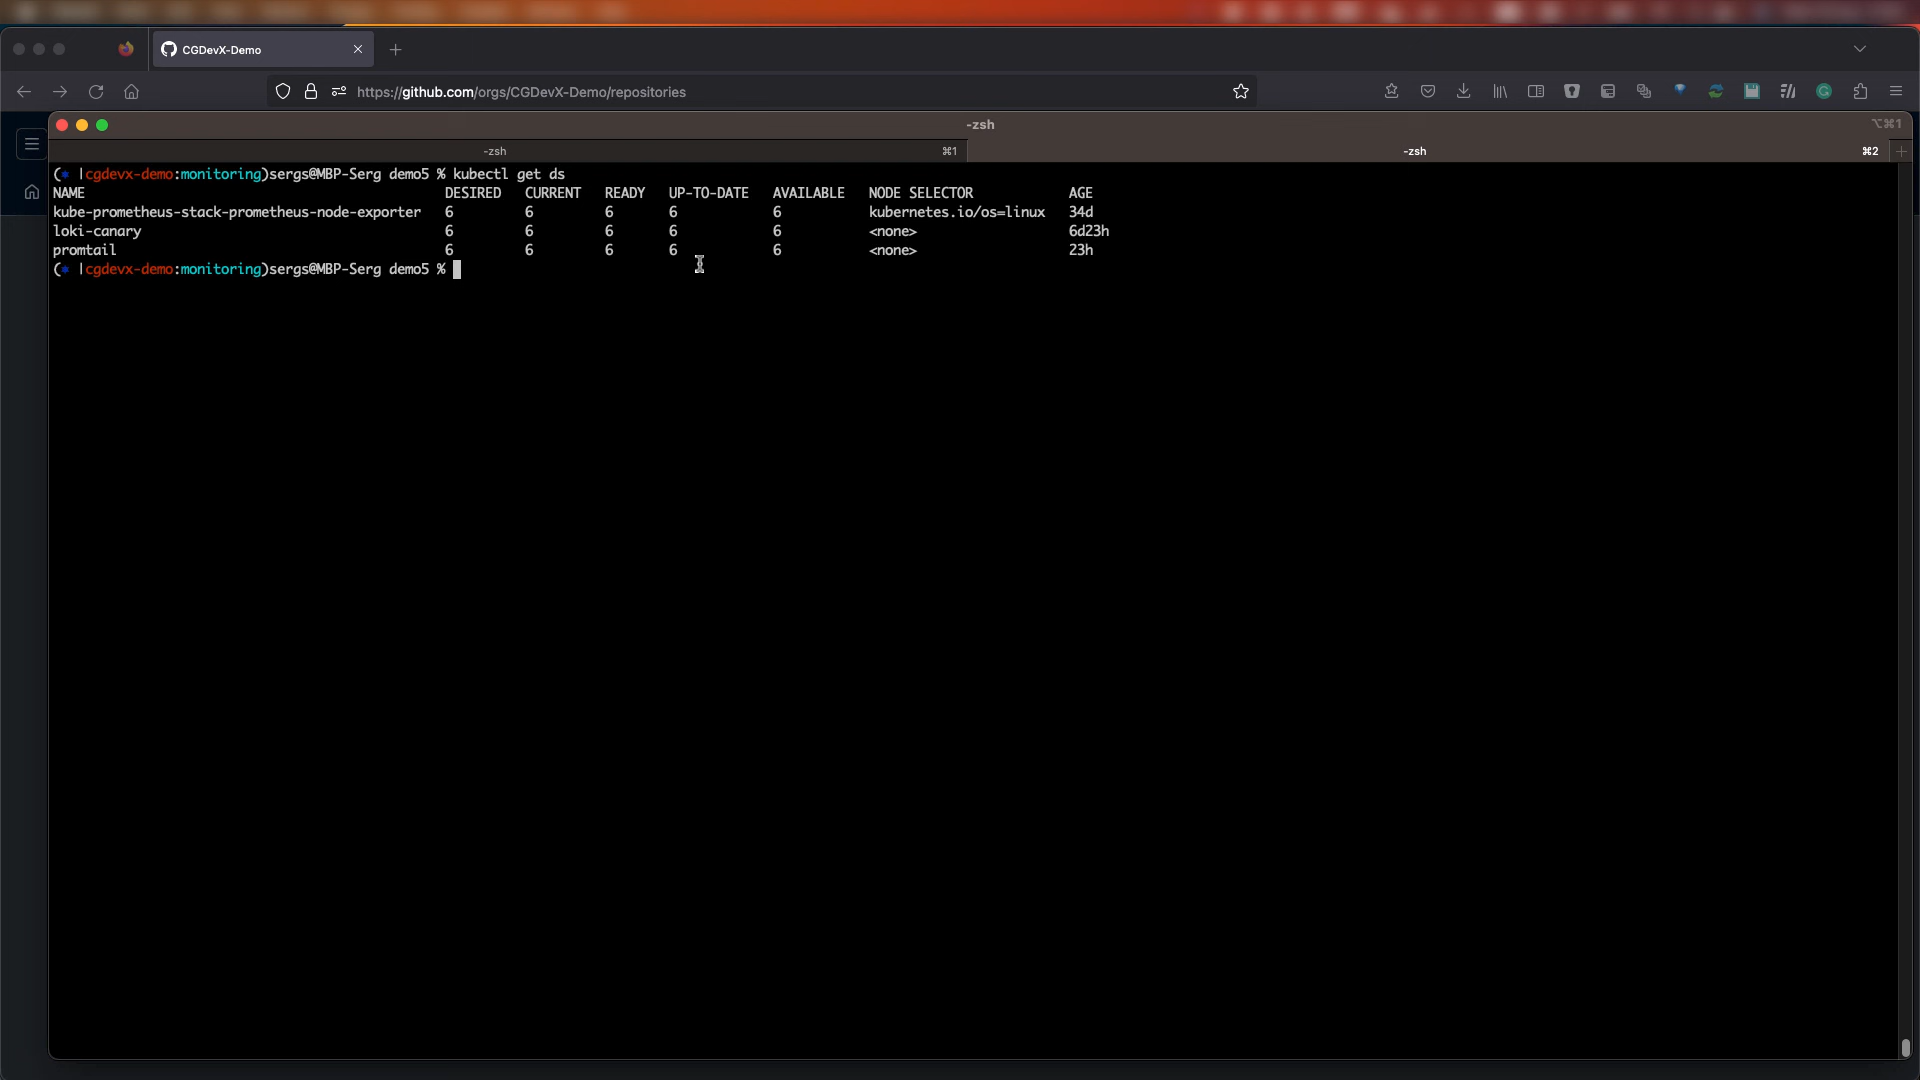 CGDevX-Demo
https://github.com/orgs/CGDevX-Demo/repositories
-zsh
⌥⌘1
-zsh ⌘1 -zsh ⌘2
(* |cgdevx-demo:monitoring)sergs@MBP-Serg demo5 % kubectl get ds
NAME DESIRED CURRENT READY UP-TO-DATE AVAILABLE NODE SELECTOR AGE
kube-prometheus-stack-prometheus-node-exporter 6 6 6 6 6 kubernetes.io/os=linux 34d
loki-canary 6 6 6 6 6 <none> 6d23h
promtail 6 6 6 6 6 <none> 23h
(* |cgdevx-demo:monitoring)sergs@MBP-Serg demo5 %